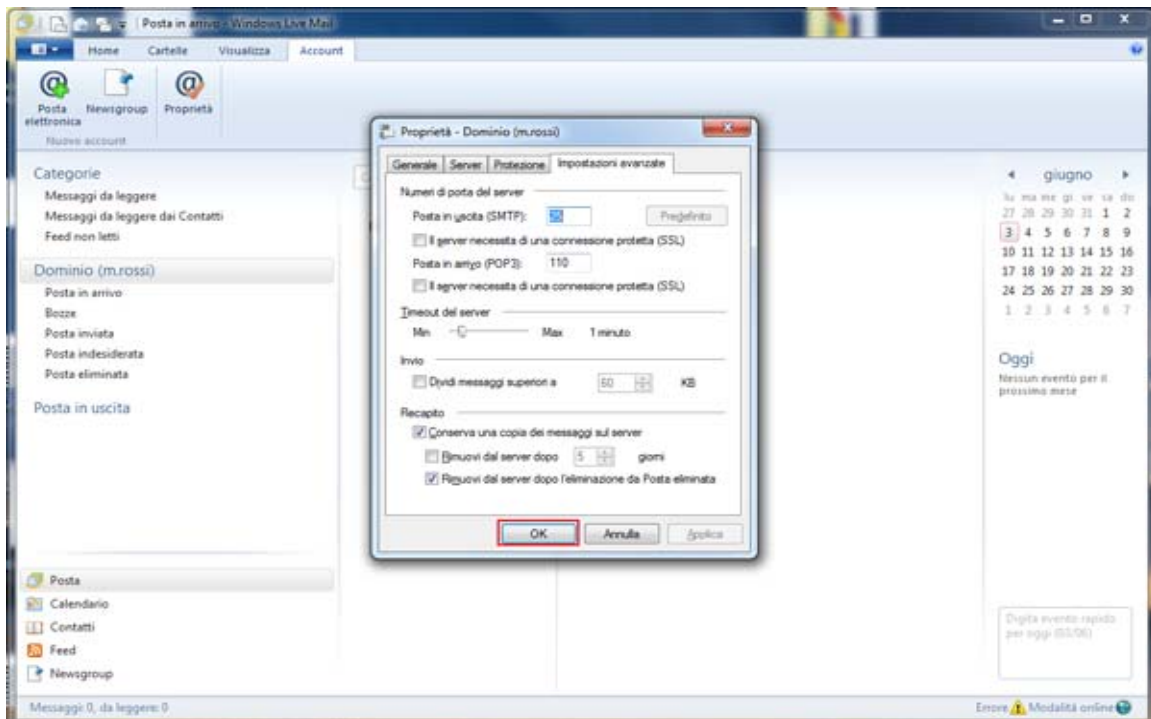 Posta in arrivo - Windows Live Mail
Home Cartelle Visualizza Account
Posta elettronica Newsgroup Proprietà
Nuovo account
Categorie
Messaggi da leggere
Messaggi da leggere dai Contatti
Feed non letti
Dominio (m.rossi)
Posta in arrivo
Bozze
Posta inviata
Posta indesiderata
Posta eliminata
Posta in uscita
Posta
Calendario
Contatti
Feed
Newsgroup
Proprietà - Dominio (m.rossi)
Generale Server Protezione Impostazioni avanzate
Numeri di porta del server
Posta in uscita (SMTP): 25 Predefinito
Il server necessita di una connessione protetta (SSL)
Posta in arrivo (POP3): 110
Il server necessita di una connessione protetta (SSL)
Timeout del server
Min Max 1 minuto
Invio
Dividi messaggi superiori a 60 KB
Recapito
Conserva una copia dei messaggi sul server
Rimuovi dal server dopo 5 giorni
Rimuovi dal server dopo l'eliminazione da Posta eliminata
OK Annulla Applica
giugno
lu ma me gi ve sa do
27 28 29 30 31 1 2
3 4 5 6 7 8 9
10 11 12 13 14 15 16
17 18 19 20 21 22 23
24 25 26 27 28 29 30
1 2 3 4 5 6 7
Oggi
Nessun evento per il
prossimo mese
Digita evento rapido
per oggi (03/06)
Messaggi: 0, da leggere: 0
Errore Modalità online